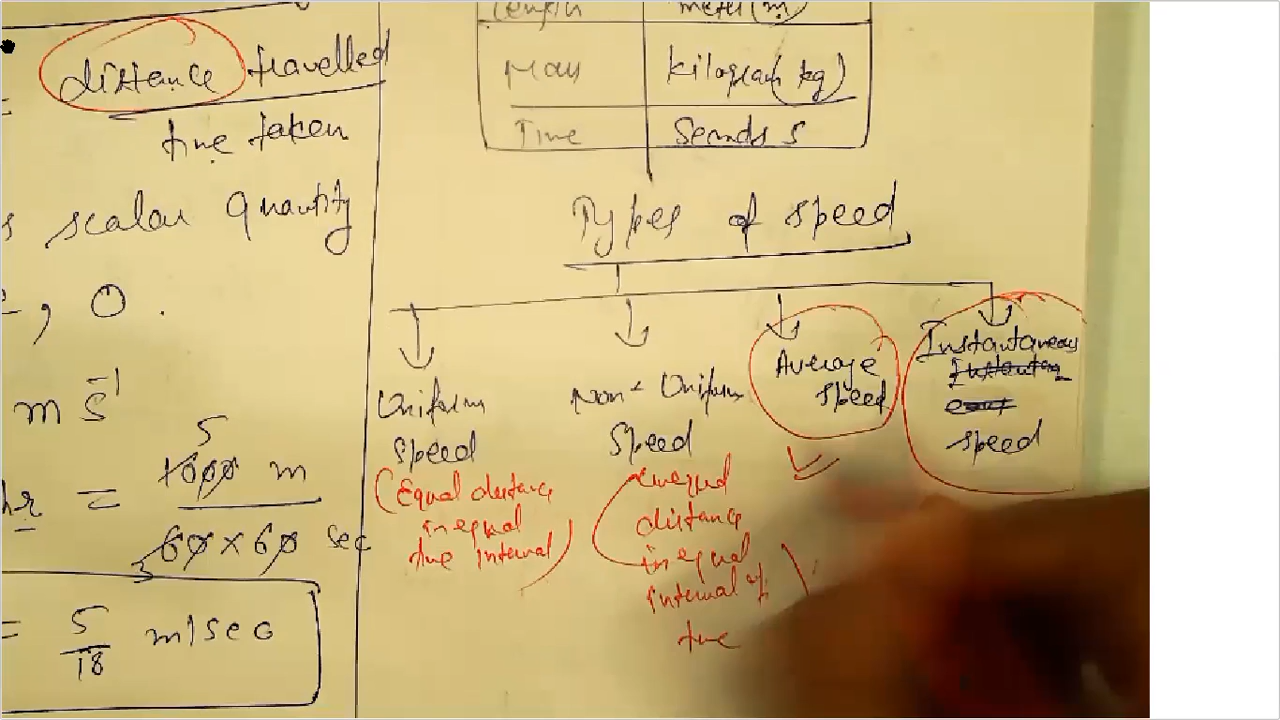 distance travelled
time taken
scalar quantity
, 0 .
m s⁻¹
5
1000 m
=
60 × 60 sec
3
= 5/18 m/sec
Length meter (m)
Mass Kilogram (kg)
Time Seconds s
Types of speed
Uniform
speed
(Equal distance
in equal
time interval)
Non-Uniform
Speed
(unequal
distance
in equal
interval of
time
Average
speed
Instantaneous
speed